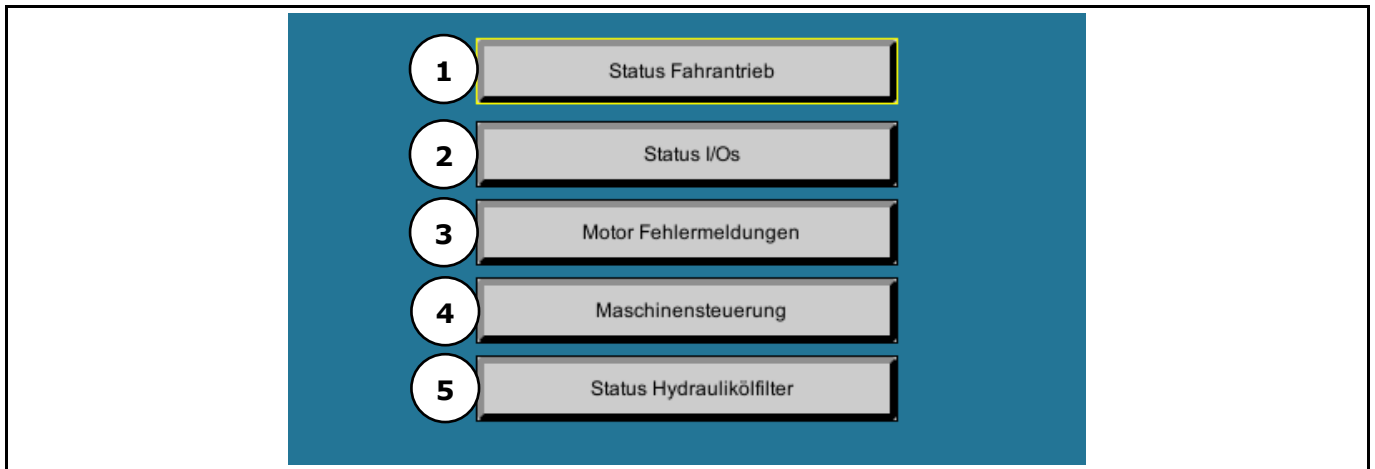 1 Status Fahrantrieb
2 Status I/Os
3 Motor Fehlermeldungen
4 Maschinensteuerung
5 Status Hydraulikölfilter